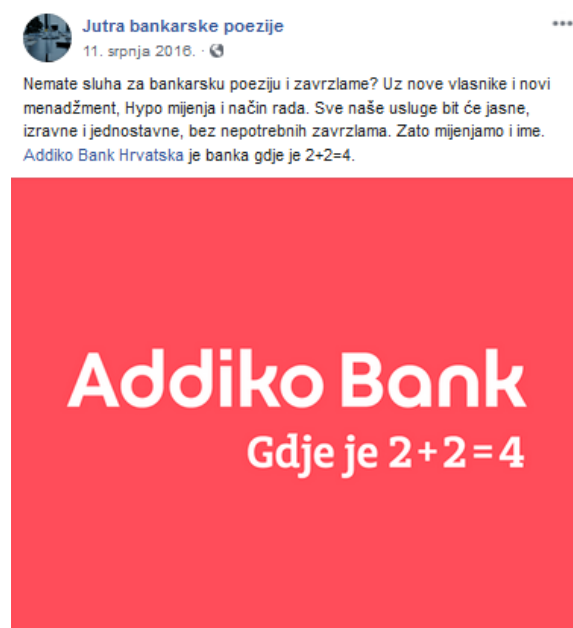 Jutra bankarske poezije
11. srpnja 2016. ·
Nemate sluha za bankarsku poeziju i zavrzlame? Uz nove vlasnike i novi
menadžment, Hypo mijenja i način rada. Sve naše usluge bit će jasne,
izravne i jednostavne, bez nepotrebnih zavrzlama. Zato mijenjamo i ime.
Addiko Bank Hrvatska je banka gdje je 2+2=4.
Addiko Bank
Gdje je 2+2=4